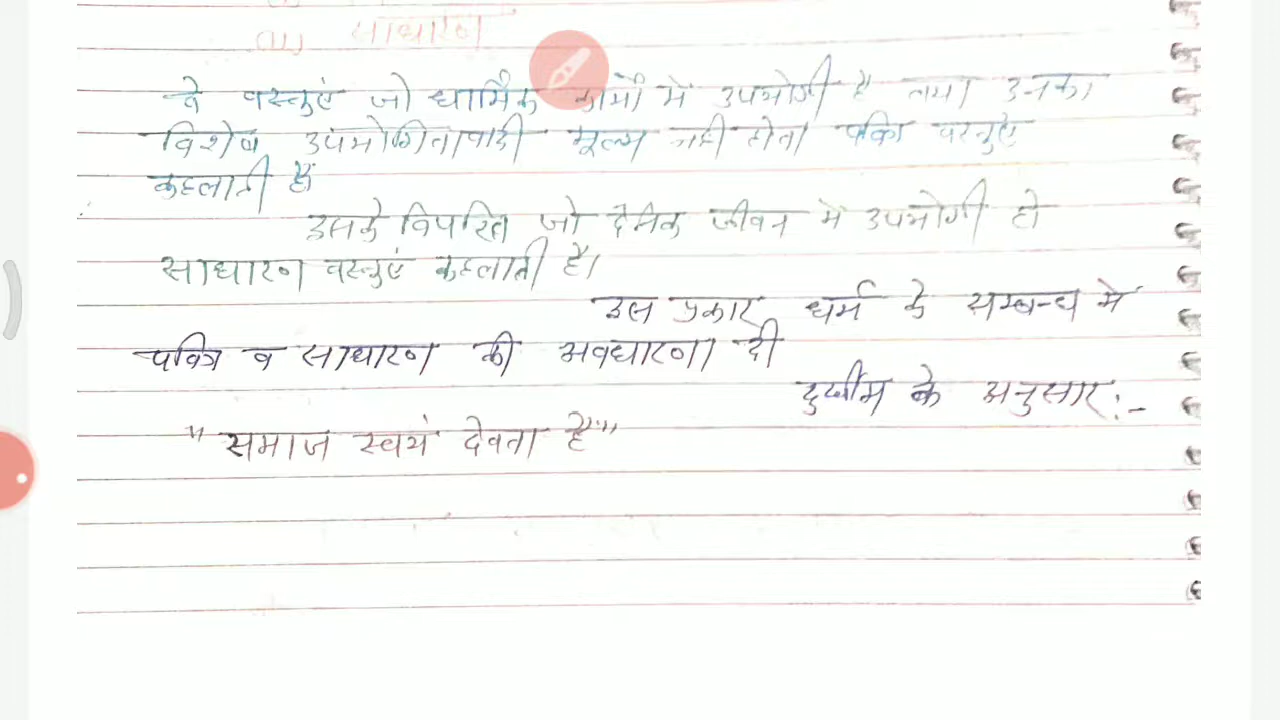 साधारण
वे वस्तुएं जो धार्मिक कार्मों में उपयोगी है तथा उनका
विशेष उपयोगितावादी मूल्य नही होता पवित्र वस्तुएं
कहलाती हैं
इसके विपरित जो दैनिक जीवन में उपयोगी हो
साधारण वस्तुएं कहलाती है।
इस प्रकार धर्म के सम्बन्ध में
पवित्र व साधारण की अवधारणा दी
दुर्खीम के अनुसार:-
"समाज स्वयं देवता है"